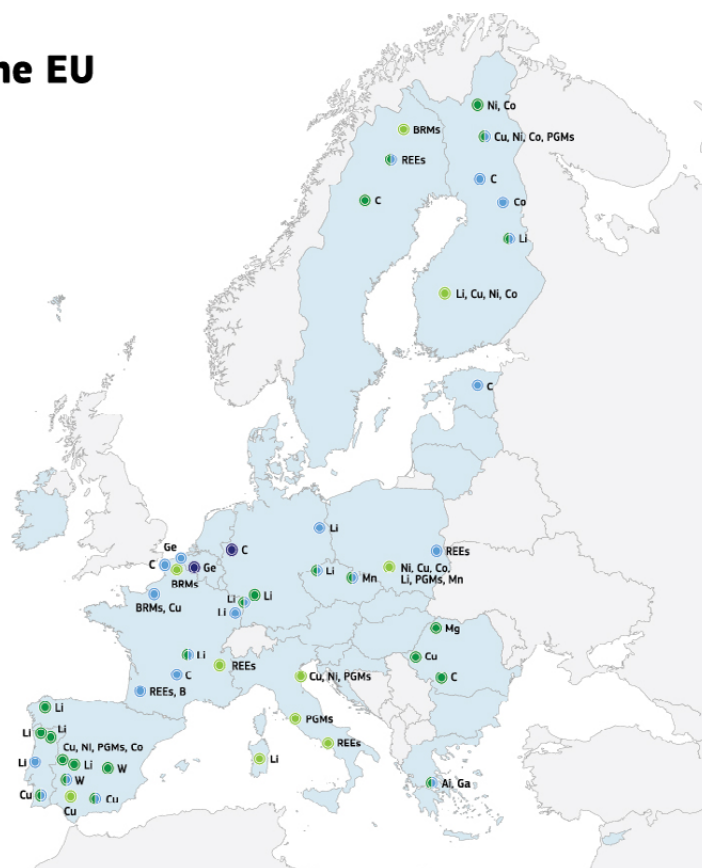 he EU
Ni, Co
BRMs
Cu, Ni, Co, PGMs
REEs
C
C
Co
Li
Li, Cu, Ni, Co
C
Li
Ge
C
C
REEs
Ge
BRMs
Li
Mn
Ni, Cu, Co,
Li, PGMs, Mn
BRMs, Cu
Li
Li
Li
Mg
Li
REEs
Cu
C
Cu, Ni, PGMs
C
REEs, B
Li
PGMs
Li
Li
REEs
Cu, Ni, PGMs, Co
Li
Li
W
Li
W
Ai, Ga
Cu
Cu
Cu